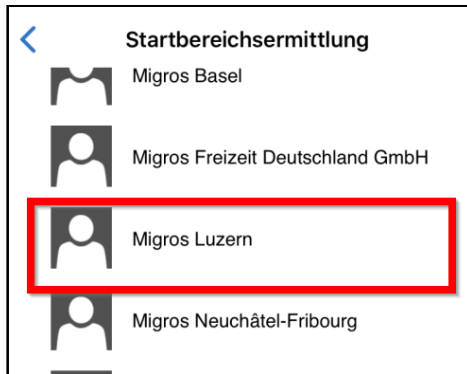 Startbereichsermittlung
Migros Basel
Migros Freizeit Deutschland GmbH
Migros Luzern
Migros Neuchâtel-Fribourg